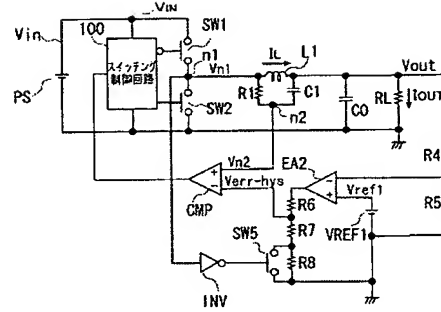 VIN
Vin
100
スイッチング
制御回路
SW1
n1
Vn1
IL
L1
Vout
PS
SW2
R1
C1
n2
C0
RL
IOUT
Vn2
EA2
R4
Verr-hys
CMP
R6
Vref1
R5
R7
SW5
VREF1
R8
INV